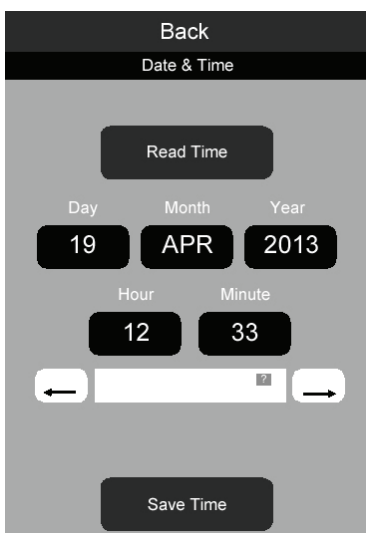 Back
Date & Time
Read Time
Day Month Year
19 APR 2013
Hour Minute
12 33
?
Save Time